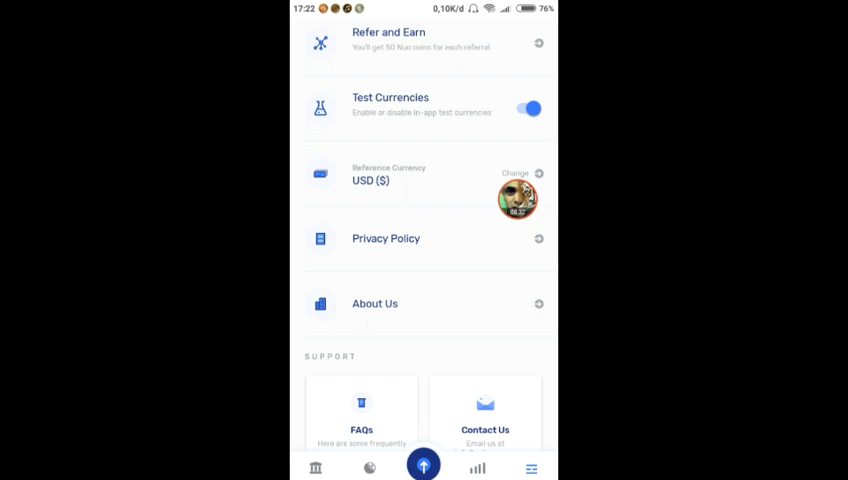 17:22 0,10K/d 76%
Refer and Earn
You'll get 50 Nuo coins for each referral
Test Currencies
Enable or disable in-app test currencies
Reference Currency
Change
USD ($)
Privacy Policy
About Us
SUPPORT
FAQs
Here are some frequently
Contact Us
Email us at